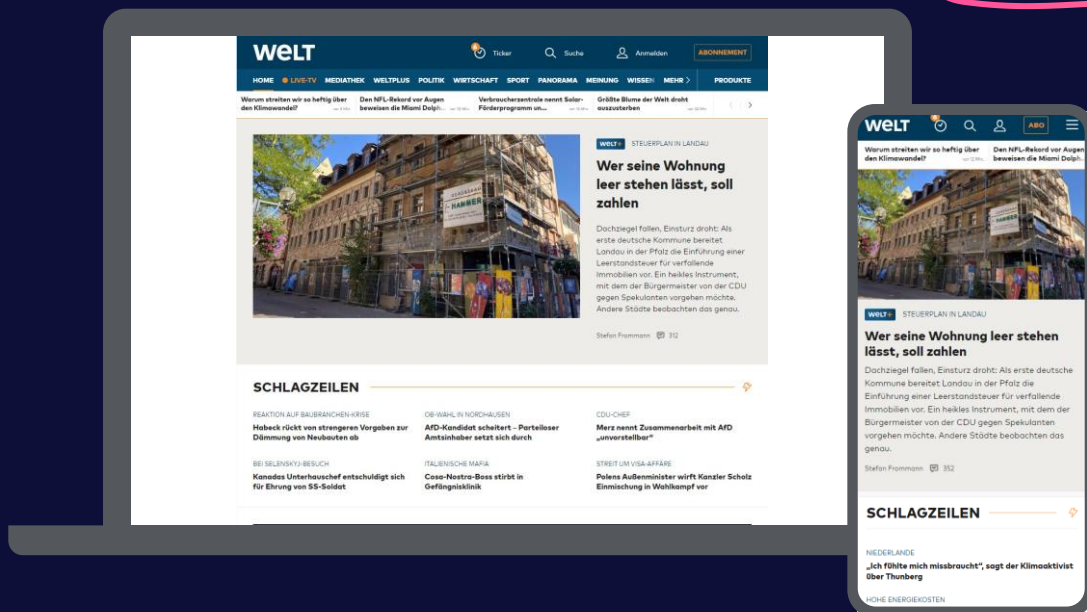 WELT
6 Ticker Suche Anmelden ABONNEMENT
HOME LIVE-TV MEDIATHEK WELTPLUS POLITIK WIRTSCHAFT SPORT PANORAMA MEINUNG WISSEN MEHR PRODUKTE
Warum streiten wir so heftig über
den Klimawandel?
Den NFL-Rekord vor Augen
beweisen die Miami Dolph...
Verbraucherzentrale nennt Solar-
Förderprogramm un...
Größte Blume der Welt droht
auszusterben
HAMMER
WELT+ STEUERPLAN IN LANDAU
Wer seine Wohnung
leer stehen lässt, soll
zahlen
Dachziegel fallen, Einsturz droht: Als
erste deutsche Kommune bereitet
Landau in der Pfalz die Einführung einer
Leerstandsteuer für verfallende
Immobilien vor. Ein heikles Instrument,
mit dem der Bürgermeister von der CDU
gegen Spekulanten vorgehen möchte.
Andere Städte beobachten das genau.
Stefan Frommann 312
SCHLAGZEILEN
REAKTION AUF BAUBRANCHEN-KRISE
Habeck rückt von strengeren Vorgaben zur
Dämmung von Neubauten ab
OB-WAHL IN NORDHAUSEN
AfD-Kandidat scheitert – Parteiloser
Amtsinhaber setzt sich durch
CDU-CHEF
Merz nennt Zusammenarbeit mit AfD
„unvorstellbar“
BEI SELENSKYJ-BESUCH
Kanadas Unterhauschef entschuldigt sich
für Ehrung von SS-Soldat
ITALIENISCHE MAFIA
Cosa-Nostra-Boss stirbt in
Gefängnisklinik
STREIT UM VISA-AFFÄRE
Polens Außenminister wirft Kanzler Scholz
Einmischung in Wahlkampf vor
WELT
ABO
Warum streiten wir so heftig über
den Klimawandel?
Den NFL-Rekord vor Augen
beweisen die Miami Dolph...
HAMMER
WELT+ STEUERPLAN IN LANDAU
Wer seine Wohnung leer stehen
lässt, soll zahlen
Dachziegel fallen, Einsturz droht: Als erste deutsche
Kommune bereitet Landau in der Pfalz die
Einführung einer Leerstandsteuer für verfallende
Immobilien vor. Ein heikles Instrument, mit dem der
Bürgermeister von der CDU gegen Spekulanten
vorgehen möchte. Andere Städte beobachten das
genau.
Stefan Frommann 352
SCHLAGZEILEN
NIEDERLANDE
„Ich fühlte mich missbraucht“, sagt der Klimaaktivist
über Thunberg
HOHE ENERGIEKOSTEN